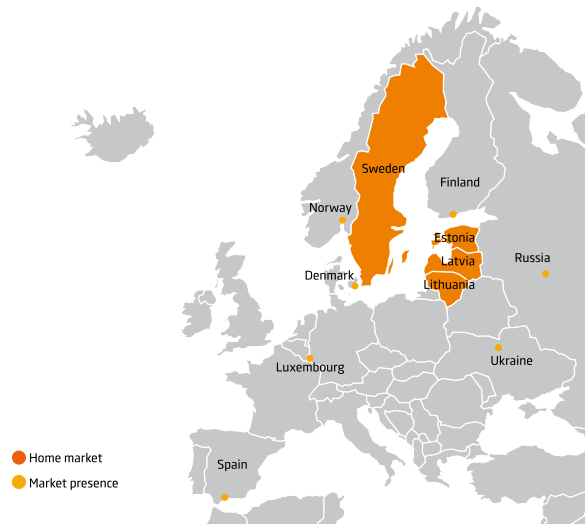 Sweden
Finland
Norway
Estonia
Russia
Latvia
Denmark
Lithuania
Ukraine
Luxembourg
Home market
Spain
Market presence